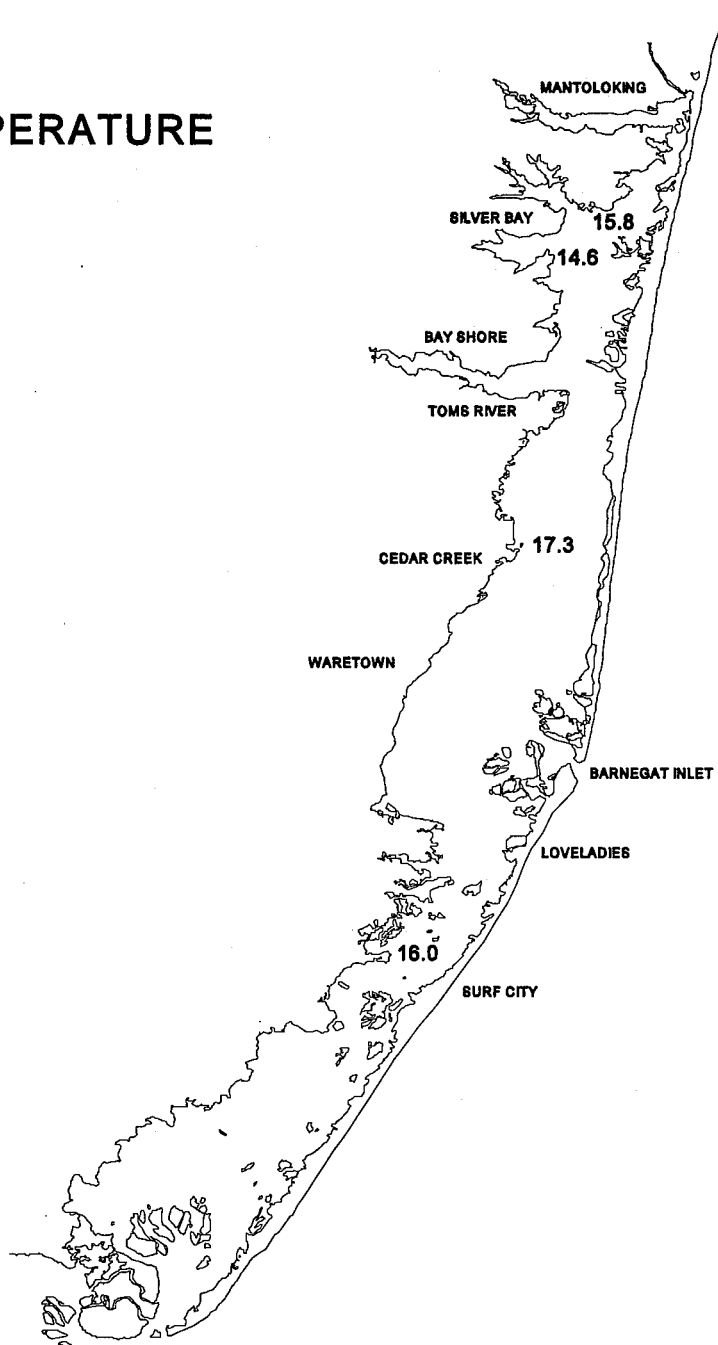 MANTOLOKING
PERATURE
SILVER BAY
15.8
14.6
BAY SHORE
TOMS RIVER
17.3
CEDAR CREEK
WARETOWN
BARNEGAT INLET
LOVELADIES
16.0
SURF CITY